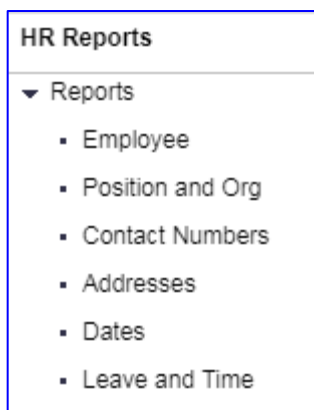 HR Reports
Reports
Employee
Position and Org
Contact Numbers
Addresses
Dates
Leave and Time